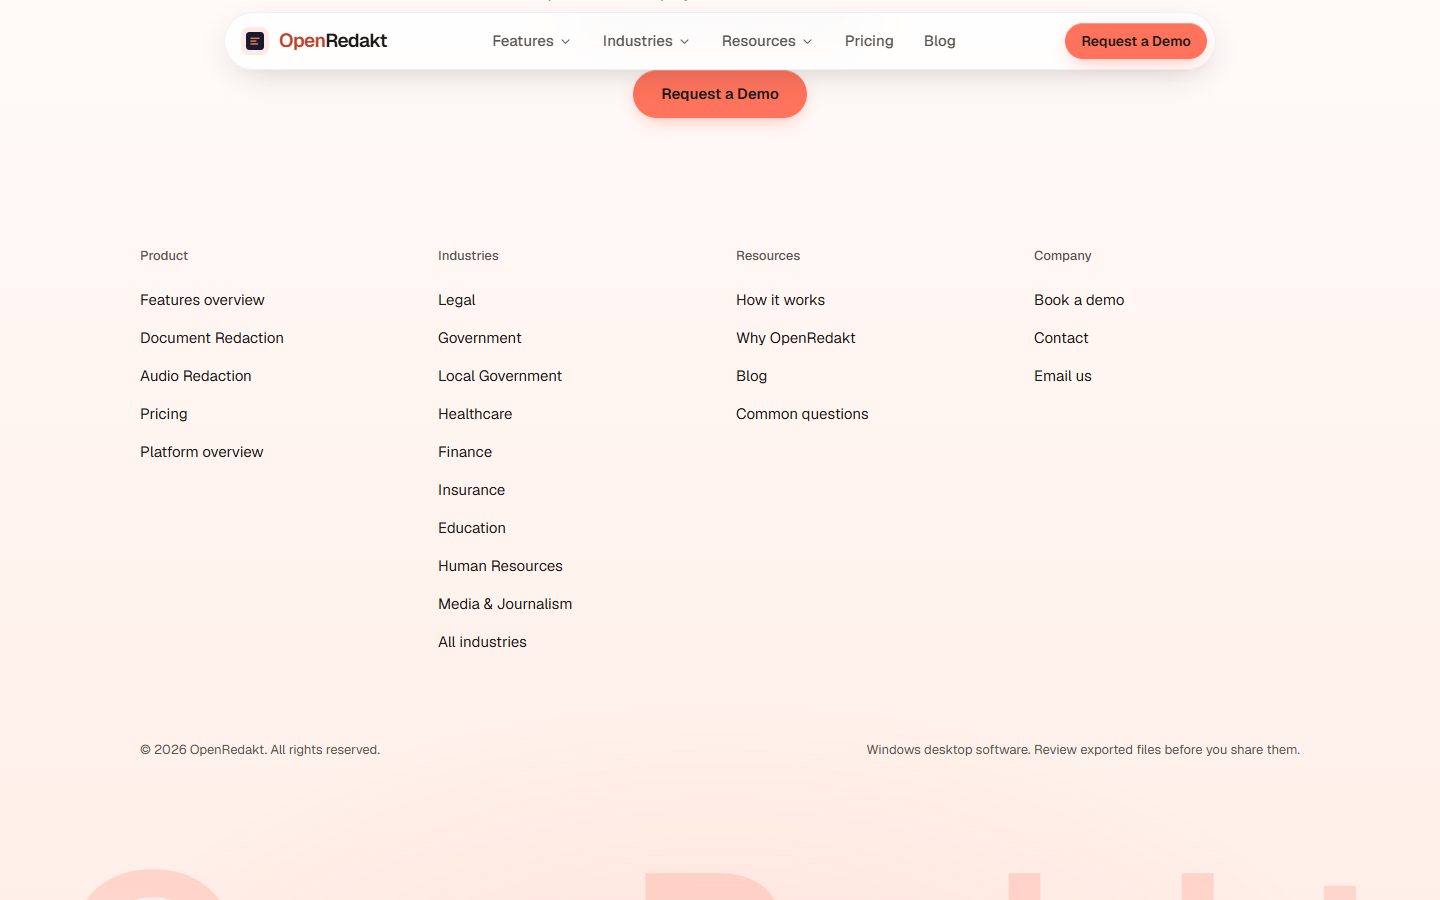 OpenRedakt
Features
Industries
Resources
Pricing
Blog
Request a Demo
Request a Demo
Product
Features overview
Document Redaction
Audio Redaction
Pricing
Platform overview
Industries
Legal
Government
Local Government
Healthcare
Finance
Insurance
Education
Human Resources
Media & Journalism
All industries
Resources
How it works
Why OpenRedakt
Blog
Common questions
Company
Book a demo
Contact
Email us
© 2026 OpenRedakt. All rights reserved.
Windows desktop software. Review exported files before you share them.